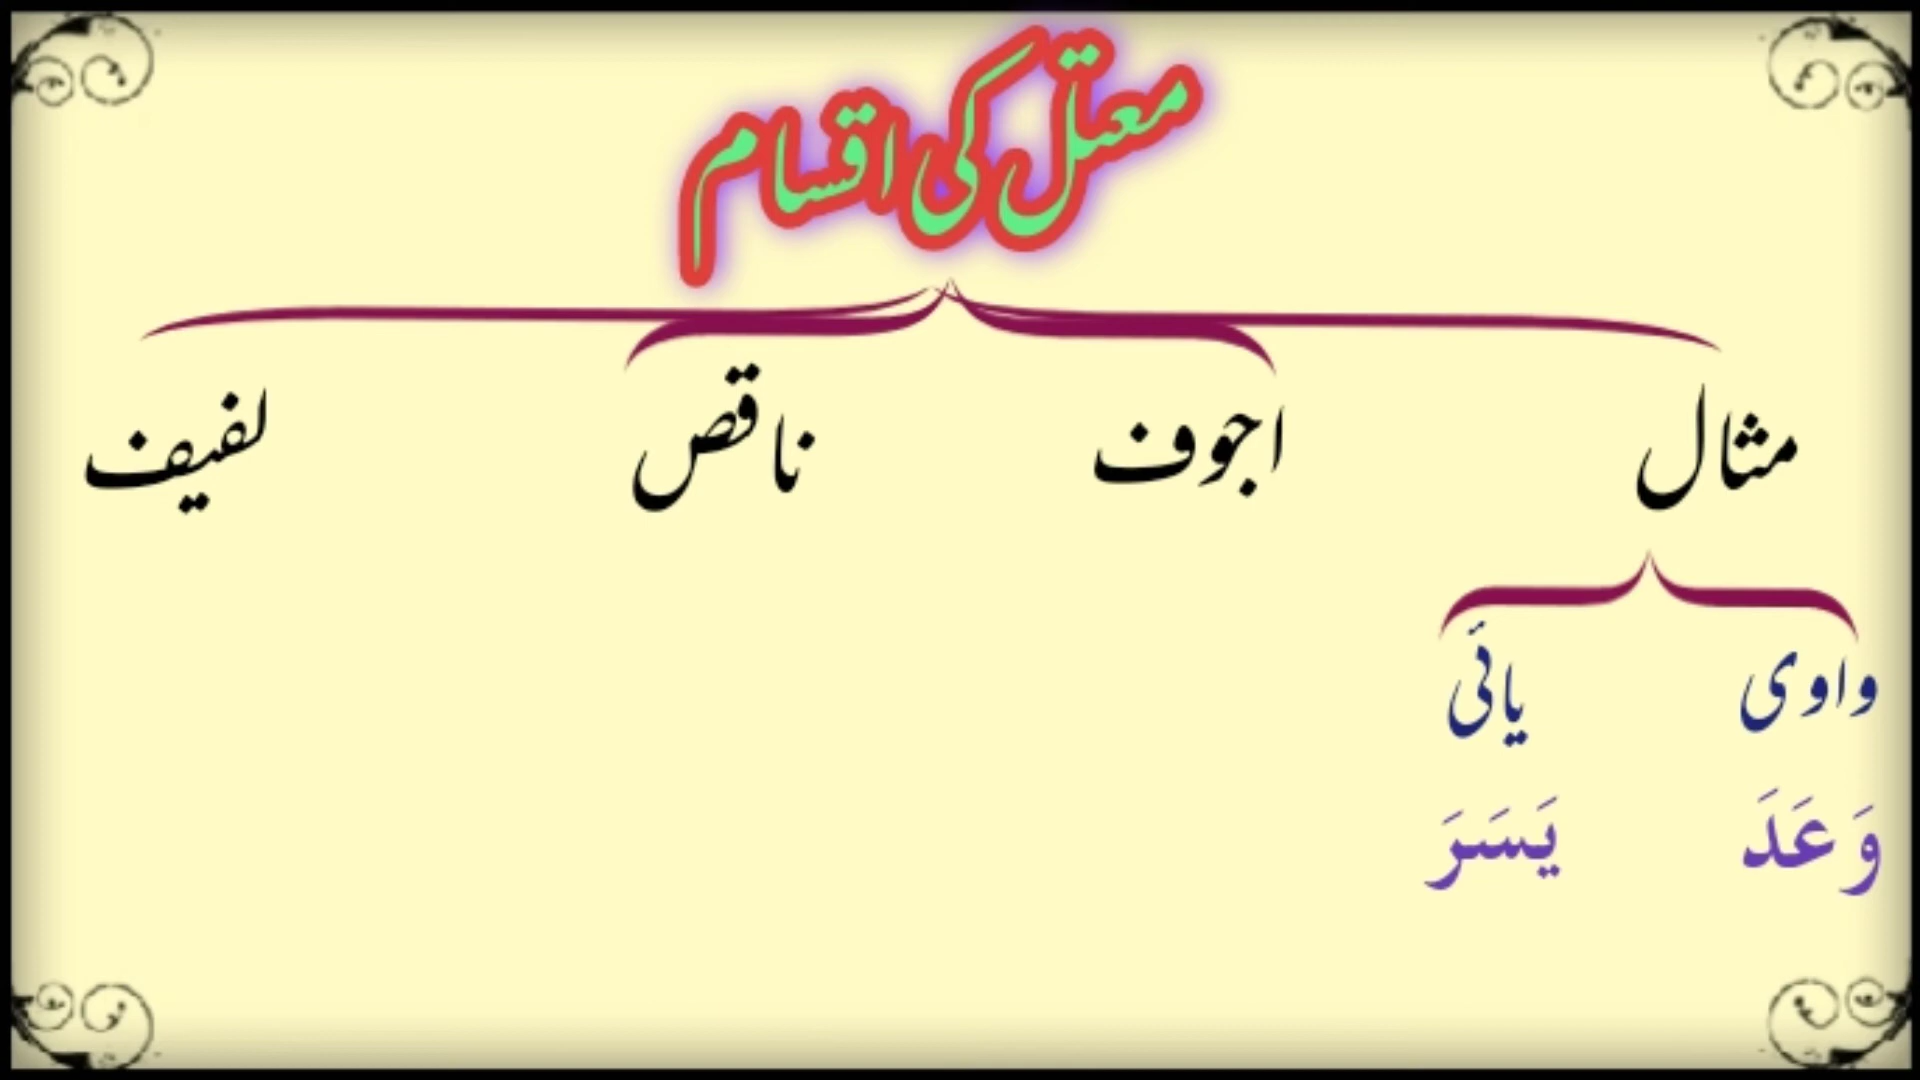 معتل کی اقسام
مثال اجوف ناقص لفیف
واوی یائی
وَعَدَ یَسَرَ